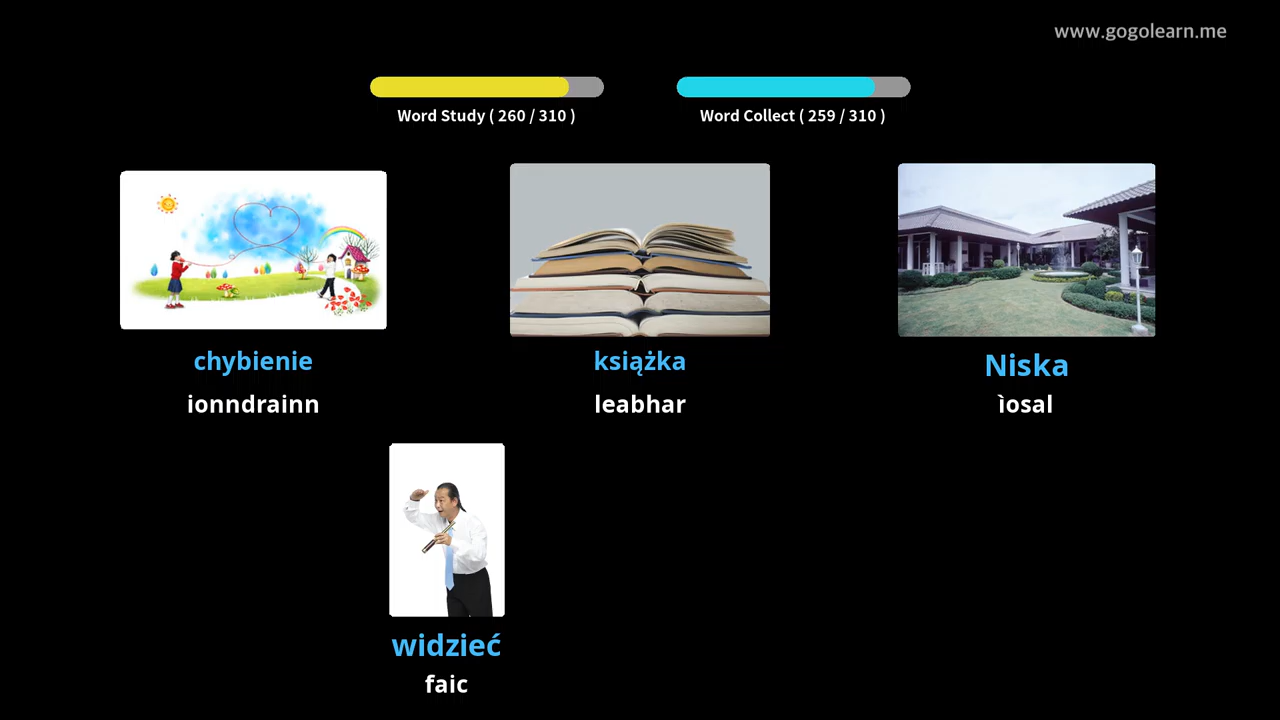 www.gogolearn.me
Word Study ( 260 / 310 )
Word Collect ( 259 / 310 )
chybienie
książka
Niska
ionndrainn
leabhar
ìosal
widzieć
faic